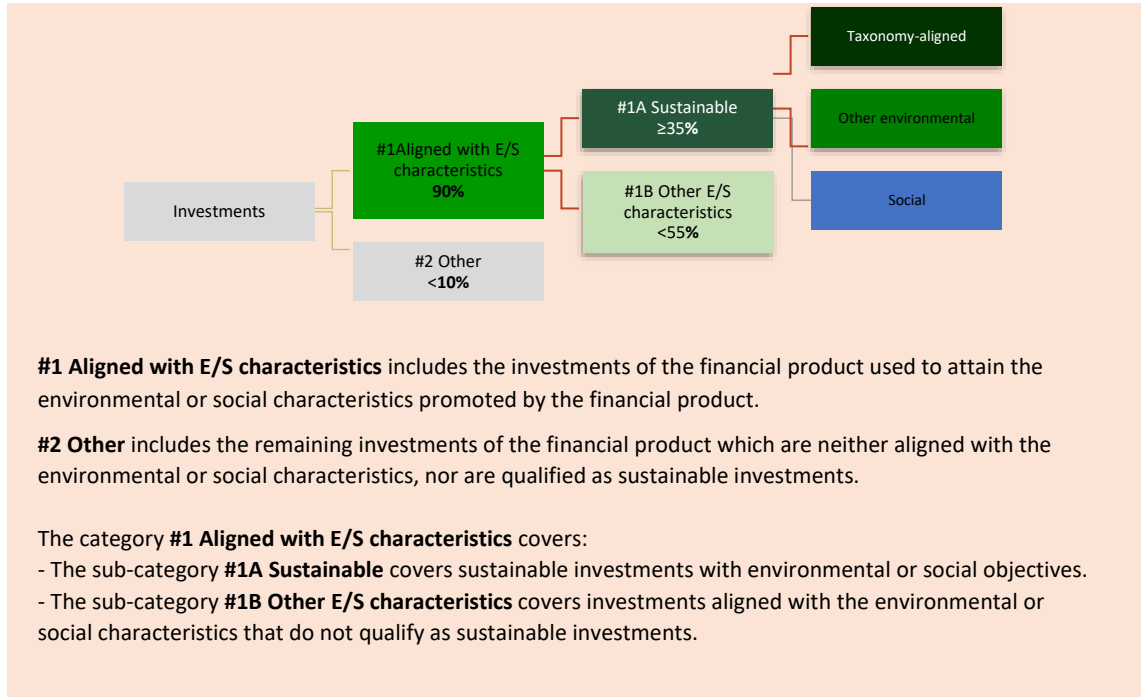 Taxonomy-aligned
#1A Sustainable
≥35%
Other environmental
#1Aligned with E/S
characteristics
90%
#1B Other E/S
characteristics
<55%
Social
Investments
#2 Other
<10%
#1 Aligned with E/S characteristics includes the investments of the financial product used to attain the
environmental or social characteristics promoted by the financial product.
#2 Other includes the remaining investments of the financial product which are neither aligned with the
environmental or social characteristics, nor are qualified as sustainable investments.
The category #1 Aligned with E/S characteristics covers:
- The sub-category #1A Sustainable covers sustainable investments with environmental or social objectives.
- The sub-category #1B Other E/S characteristics covers investments aligned with the environmental or
social characteristics that do not qualify as sustainable investments.